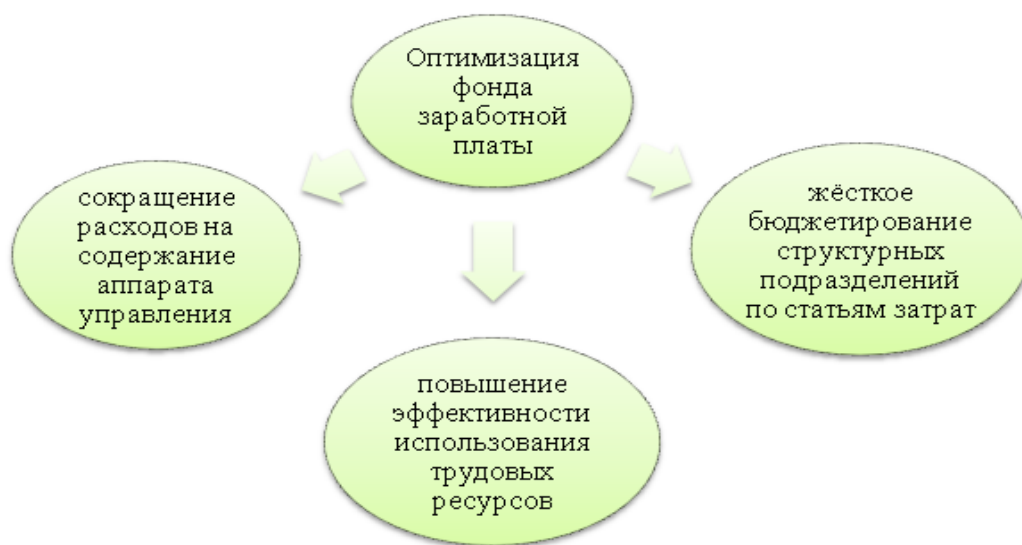 Оптимизация
фонда
заработной
платы
сокращение
расходов на
содержание
аппарата
управления
жёсткое
бюджетирование
структурных
подразделений
по статьям затрат
повышение
эффективности
использования
трудовых
ресурсов